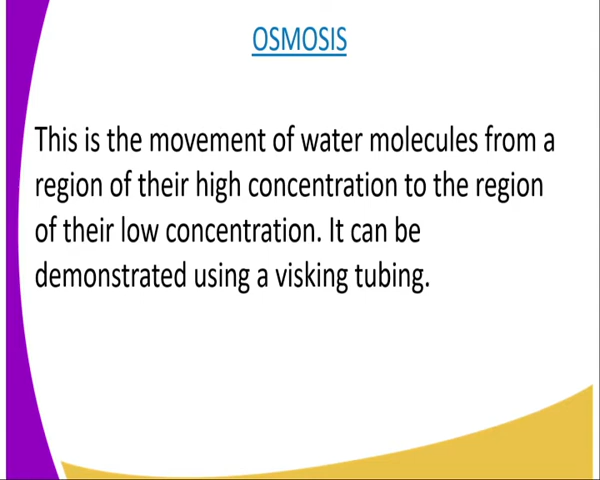 OSMOSIS
This is the movement of water molecules from a
region of their high concentration to the region
of their low concentration. It can be
demonstrated using a visking tubing.